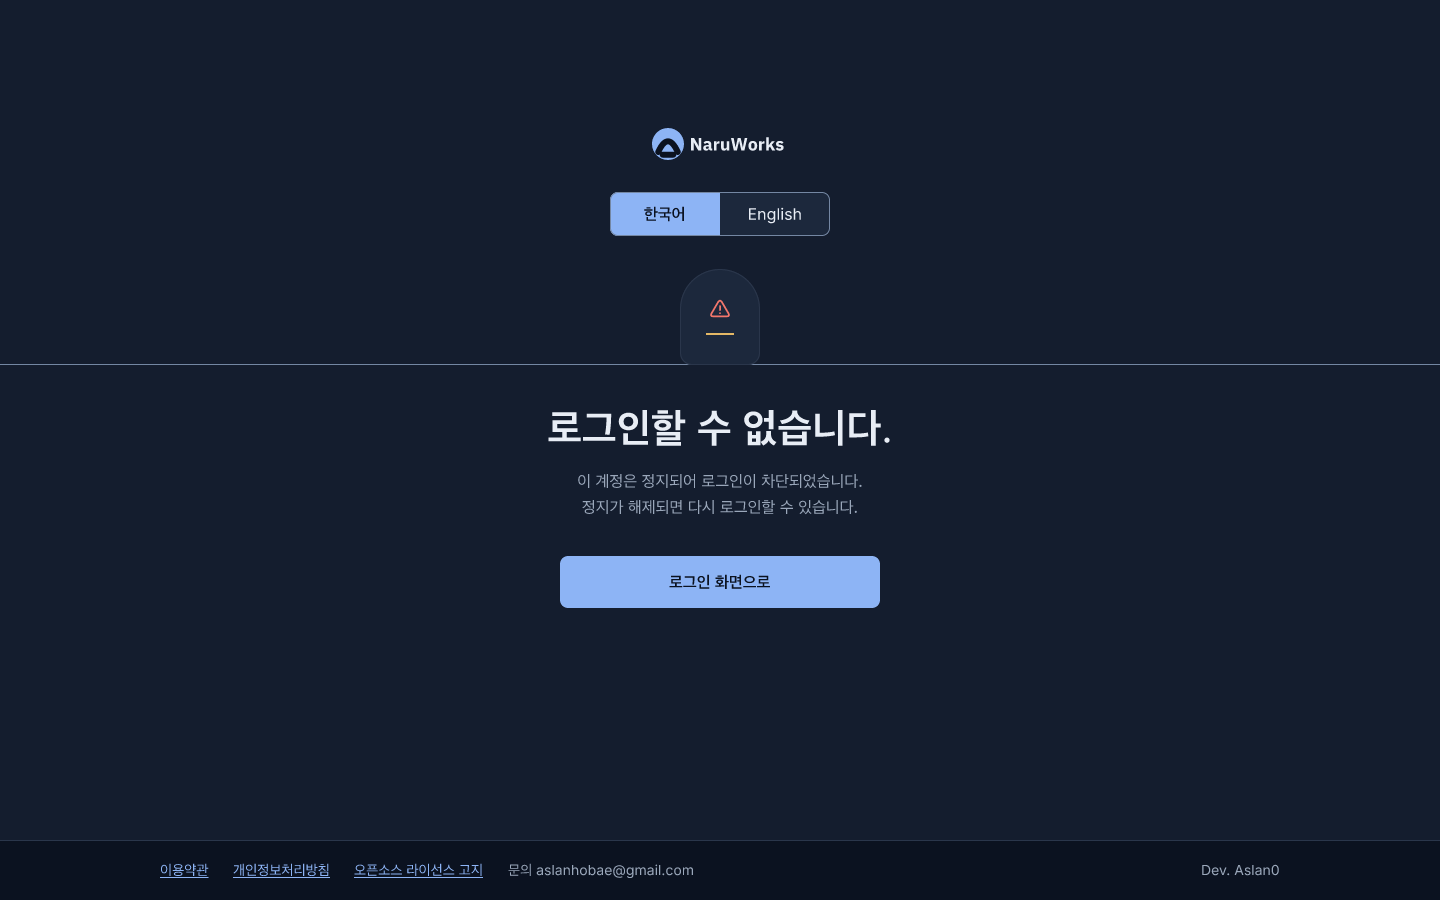 NaruWorks
한국어
English
로그인할 수 없습니다.
이 계정은 정지되어 로그인이 차단되었습니다.
정지가 해제되면 다시 로그인할 수 있습니다.
로그인 화면으로
이용약관 개인정보처리방침 오픈소스 라이선스 고지 문의 aslanhobae@gmail.com Dev. Aslan0